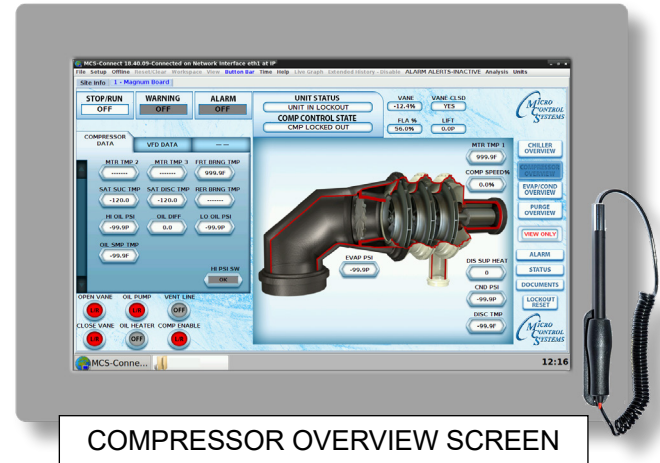 MCS-Connect 18.40.09-Connected on Network Interface eth1 at IP
File Setup Offline Reset/Clear Workspace View Button Bar Time Help Live Graph Extended History - Disable ALARM ALERTS-INACTIVE Analysis Units
Site Info 1 - Magnum Board
STOP/RUN
OFF
WARNING
OFF
ALARM
OFF
UNIT STATUS
UNIT IN LOCKOUT
COMP CONTROL STATE
CMP LOCKED OUT
VANE
-12.4%
VANE CLSD
YES
FLA %
56.0%
LIFT
0.0P
MICRO
CONTROL
SYSTEMS
COMPRESSOR
DATA
VFD DATA
-- --
MTR TMP 2
-------
MTR TMP 3
-------
FRT BRNG TMP
999.9F
SAT SUC TMP
-120.0
SAT DISC TMP
-120.0
RER BRNG TMP
-------
HI OIL PSI
-99.9P
OIL DIFF
0.0
LO OIL PSI
-99.9P
OIL SMP TMP
-99.9F
HI PSI SW
OK
OPEN VANE
L/A
OIL PUMP
L/A
VENT LINE
OFF
CLOSE VANE
L/A
OIL HEATER
OFF
COMP ENABLE
L/A
EVAP PSI
-99.9P
MTR TMP 1
999.9F
COMP SPEED%
0.0%
DIS SUP HEAT
0
CND PSI
-99.9P
DISC TMP
-99.9F
CHILLER
OVERVIEW
COMPRESSOR
OVERVIEW
EVAP/COND
OVERVIEW
PURGE
OVERVIEW
VIEW ONLY
ALARM
STATUS
DOCUMENTS
LOCKOUT
RESET
MICRO
CONTROL
SYSTEMS
MCS-Conne...
12:16
COMPRESSOR OVERVIEW SCREEN